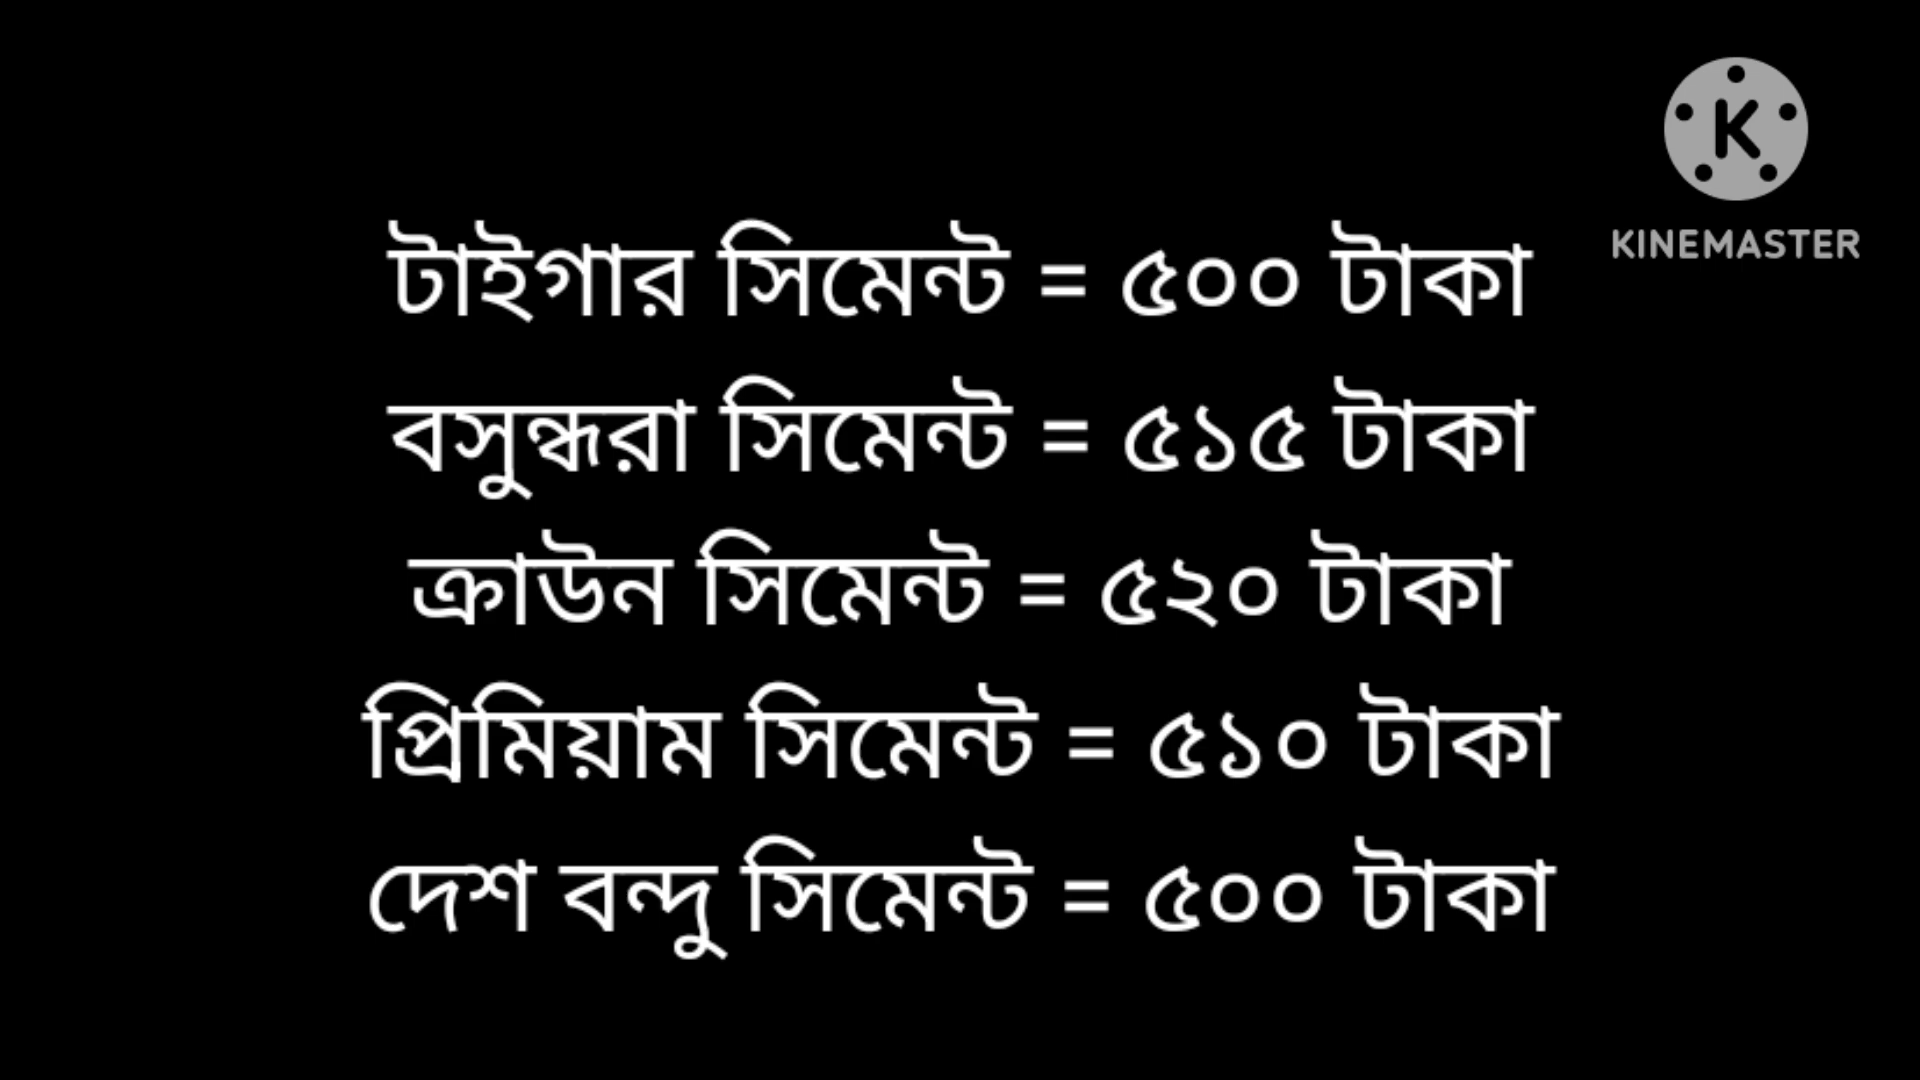 টাইগার সিমেন্ট = ৫০০ টাকা
বসুন্ধরা সিমেন্ট = ৫১৫ টাকা
ক্রাউন সিমেন্ট = ৫২০ টাকা
প্রিমিয়াম সিমেন্ট = ৫১০ টাকা
দেশ বন্দু সিমেন্ট = ৫০০ টাকা
K
KINEMASTER